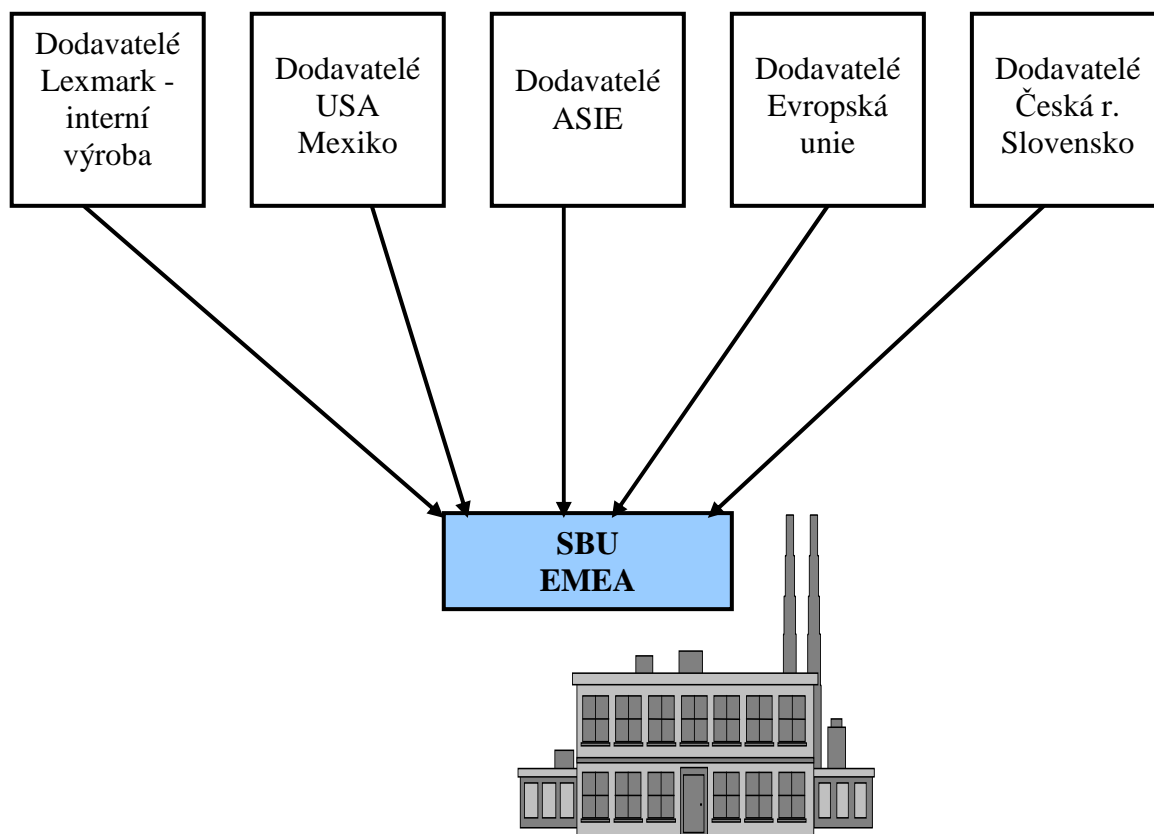 Dodavatelé
Lexmark -
interní
výroba
Dodavatelé
USA
Mexiko
Dodavatelé
ASIE
Dodavatelé
Evropská
unie
Dodavatelé
Česká r.
Slovensko
SBU
EMEA